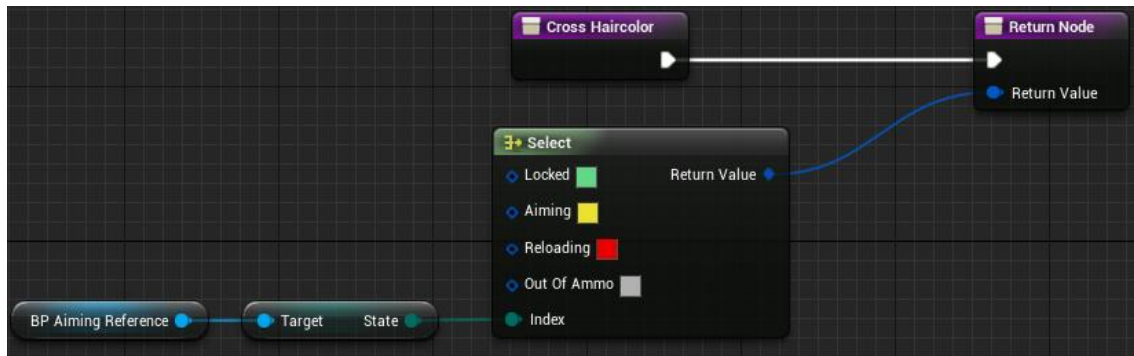 Cross Haircolor
Return Node
Return Value
Select
Locked
Return Value
Aiming
Reloading
Out Of Ammo
BP Aiming Reference
Target
State
Index